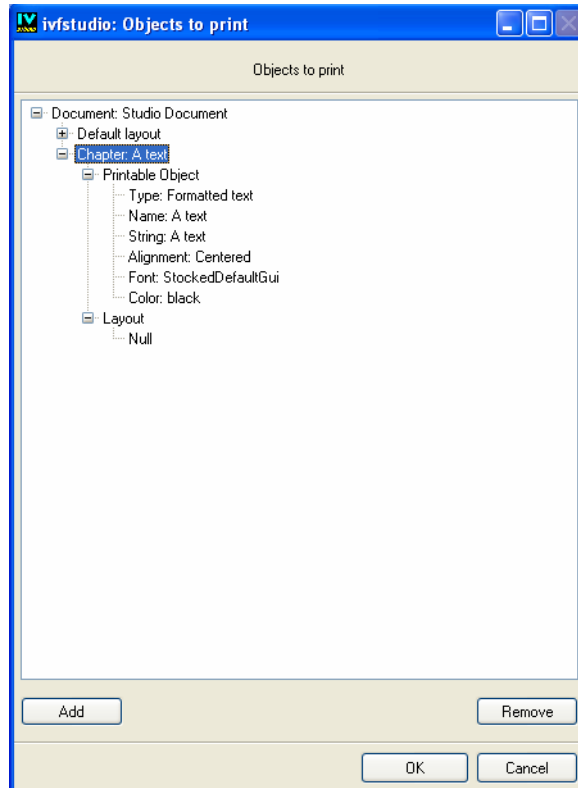 IV ivfstudio: Objects to print
Objects to print
Document: Studio Document
Default layout
Chapter: A text
Printable Object
Type: Formatted text
Name: A text
String: A text
Alignment: Centered
Font: StockedDefaultGui
Color: black
Layout
Null
Add Remove
OK Cancel